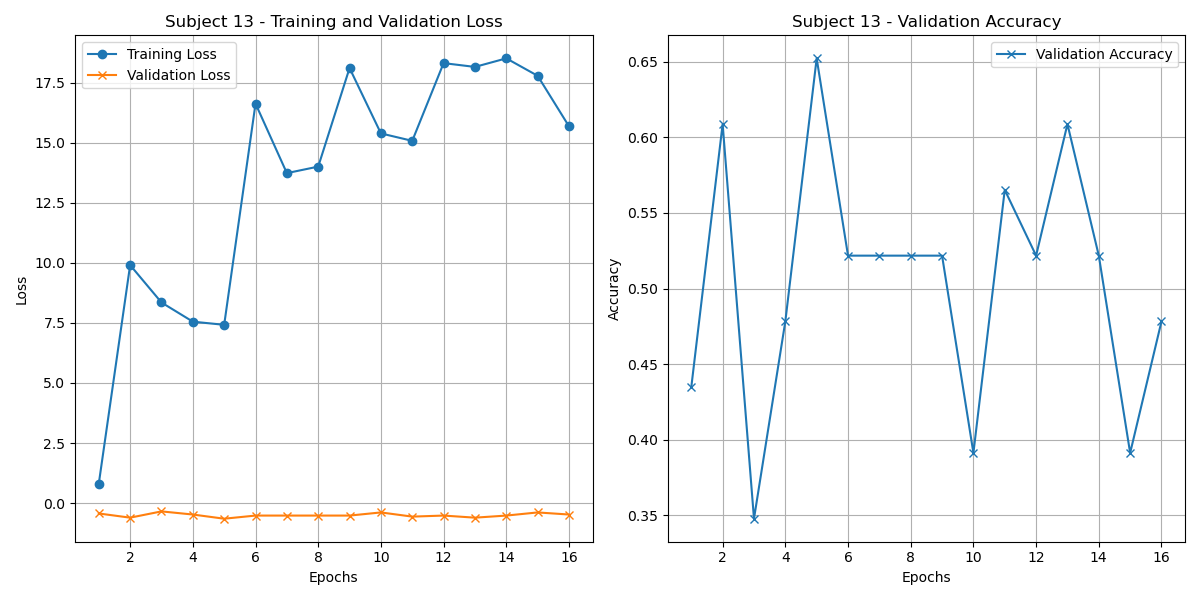 Subject 13 - Training and Validation Loss
Training Loss
Validation Loss
17.5
15.0
12.5
10.0
7.5
5.0
2.5
0.0
Loss
2 4 6 8 10 12 14 16
Epochs
Subject 13 - Validation Accuracy
Validation Accuracy
0.65
0.60
0.55
0.50
0.45
0.40
0.35
Accuracy
2 4 6 8 10 12 14 16
Epochs